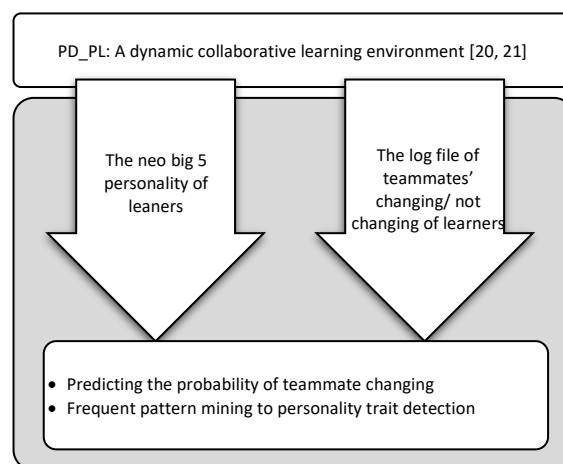 PD_PL: A dynamic collaborative learning environment [20, 21]
The neo big 5
personality of
leaners
The log file of
teammates’
changing/ not
changing of learners
• Predicting the probability of teammate changing
• Frequent pattern mining to personality trait detection